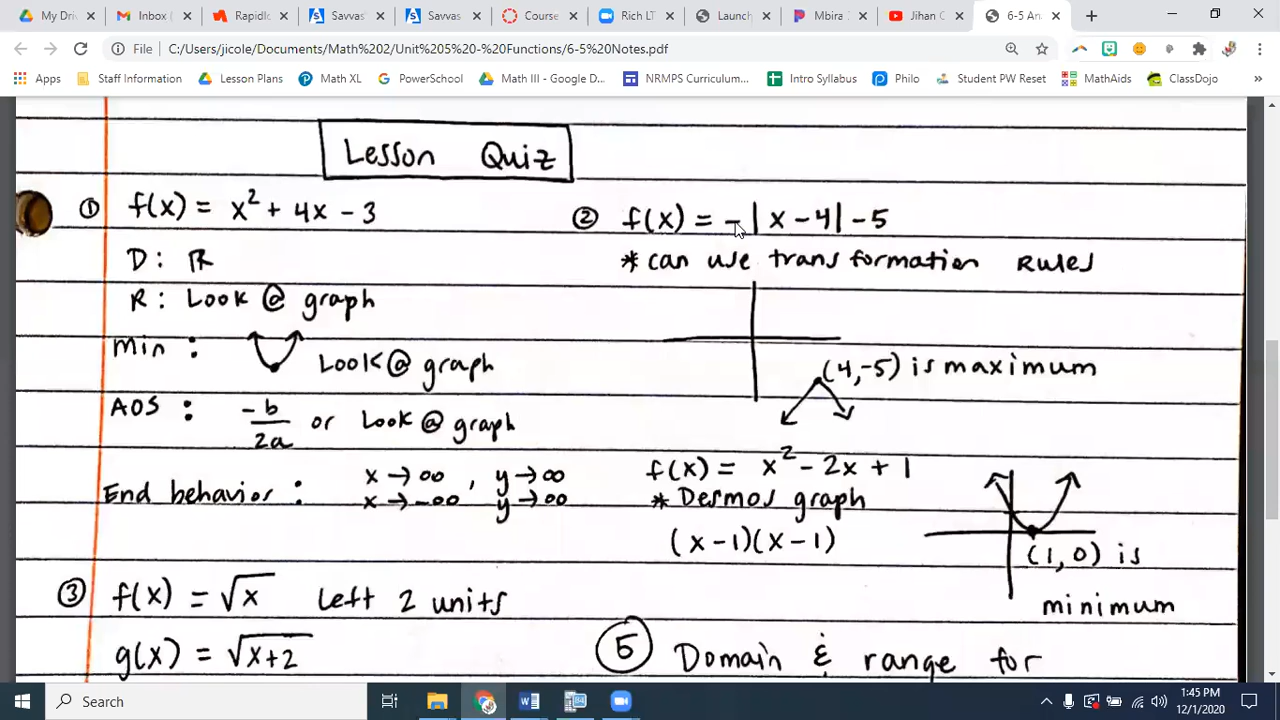 My Driv
Inbox (
Rapidlc
Savvas
Savvas
Course
Rich LT
Launch
Mbira
Jihan C
6-5 An
File
C:/Users/jicole/Documents/Math%202/Unit%205%20-%20Functions/6-5%20Notes.pdf
Apps
Staff Information
Lesson Plans
Math XL
PowerSchool
Math III - Google D...
NRMPS Curriculum...
Intro Syllabus
Philo
Student PW Reset
MathAids
ClassDojo
Lesson Quiz
① f(x) = x² + 4x - 3
D: ℝ
R: Look @ graph
Min : Look @ graph
AOS : -b/2a or Look @ graph
End behavior : x → ∞ , y → ∞
x → -∞ y → ∞
② f(x) = -|x - 4| - 5
* can use transformation Rules
(4,-5) is maximum
f(x) = x² - 2x + 1
* Desmos graph
(x-1)(x-1)
(1,0) is
minimum
③ f(x) = √x left 2 units
g(x) = √x+2
⑤ Domain & range for
Search
1:45 PM
12/1/2020